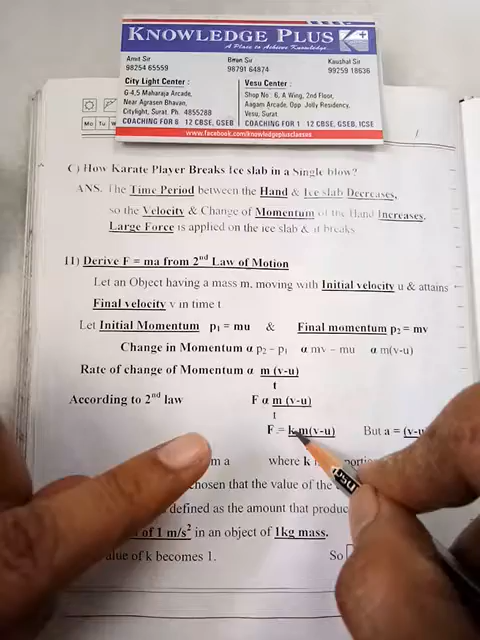 KNOWLEDGE PLUS
A Place to Achieve Knowledge...
Amit Sir
98254 65559
Biren Sir
98791 64874
Kaushal Sir
99259 18636
City Light Center :
G-4,5 Maharaja Arcade,
Near Agrasen Bhavan,
Citylight, Surat. Ph. 4855288
COACHING FOR 8 12 CBSE, GSEB
Vesu Center :
Shop No : 6, A Wing, 2nd Floor,
Aagam Arcade, Opp Jolly Residency,
Vesu, Surat
COACHING FOR 1 12 CBSE, GSEB, ICSE
www.facebook.com/knowledgeplusclasses
Mo Tu
C) How Karate Player Breaks Ice slab in a Single blow?
ANS. The Time Period between the Hand & Ice slab Decreases,
so the Velocity & Change of Momentum of the Hand Increases.
Large Force is applied on the ice slab & it breaks
11) Derive F = ma from 2nd Law of Motion
Let an Object having a mass m, moving with Initial velocity u & attains
Final velocity v in time t
Let Initial Momentum p₁ = mu & Final momentum p₂ = mv
Change in Momentum α p₂ – p₁ α mv – mu α m(v-u)
Rate of change of Momentum α m (v-u)
t
According to 2nd law F α m (v-u)
t
F = k m(v-u) But a = (v-u
m a where k
chosen that the value of the
defined as the amount that produc
of 1 m/s² in an object of 1kg mass.
value of k becomes 1. So